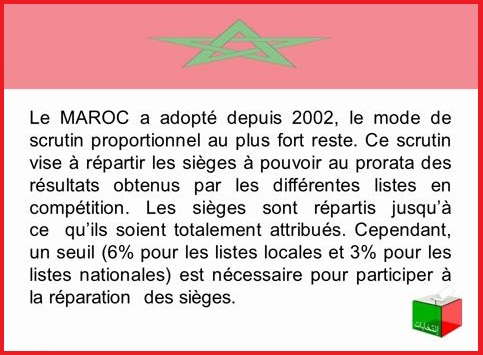 Le MAROC a adopté depuis 2002, le mode de
scrutin proportionnel au plus fort reste. Ce scrutin
vise à répartir les sièges à pouvoir au prorata des
résultats obtenus par les différentes listes en
compétition. Les sièges sont répartis jusqu'à
ce qu'ils soient totalement attribués. Cependant,
un seuil (6% pour les listes locales et 3% pour les
listes nationales) est nécessaire pour participer à
la réparation des sièges.
إنتخابات